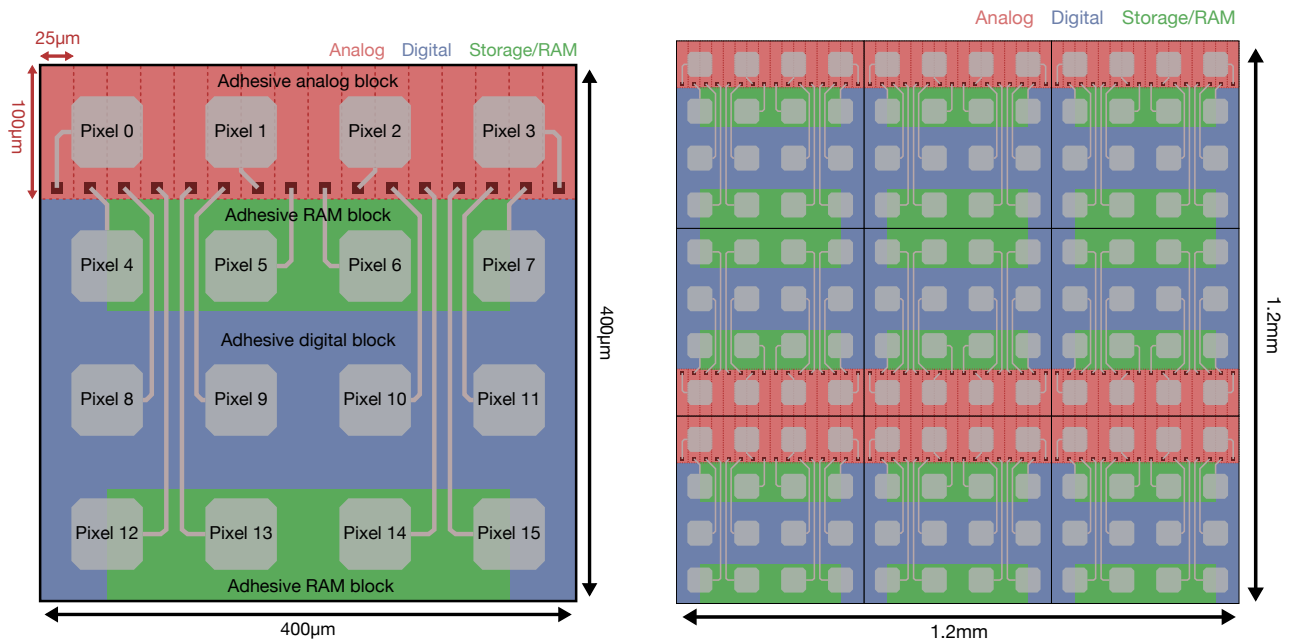 25µm
Analog Digital Storage/RAM
100µm
Adhesive analog block
Pixel 0
Pixel 1
Pixel 2
Pixel 3
Adhesive RAM block
Pixel 4
Pixel 5
Pixel 6
Pixel 7
Adhesive digital block
400µm
Pixel 8
Pixel 9
Pixel 10
Pixel 11
Pixel 12
Pixel 13
Pixel 14
Pixel 15
Adhesive RAM block
400µm
Analog Digital Storage/RAM
1.2mm
1.2mm